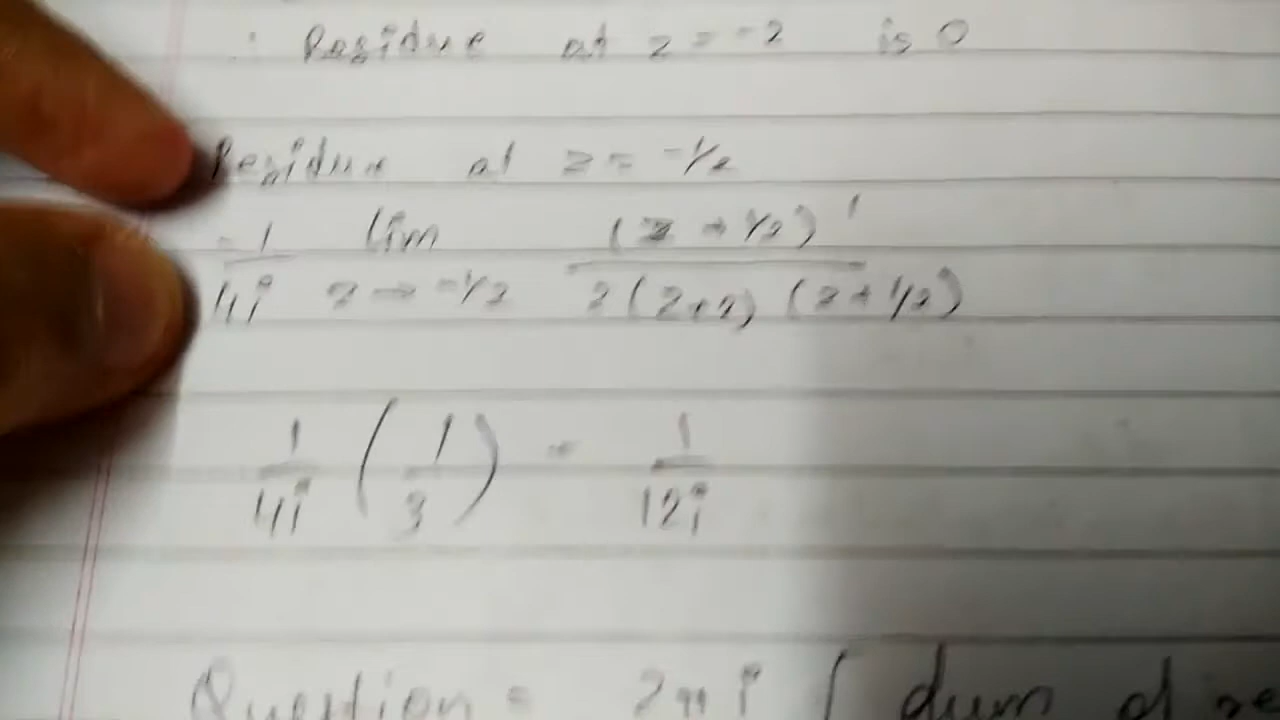 ∴ Residue at z = -2 is 0
Residue at z = -1/2
-1/4i lim z → -1/2 (z + 1/2) / 2(z+2)(z + 1/2)
1/4i (1/3) = 1/12i
Question = 2πi ( sum of re